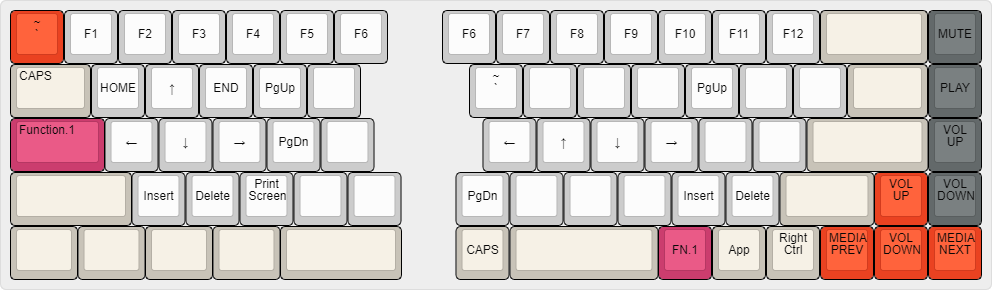 ~
` F1 F2 F3 F4 F5 F6 F6 F7 F8 F9 F10 F11 F12 MUTE
CAPS HOME ↑ END PgUp ~
` PgUp PLAY
Function.1 ← ↓ → PgDn ← ↑ ↓ → VOL
UP
Insert Delete Print
Screen PgDn Insert Delete VOL
UP VOL
DOWN
CAPS FN.1 App Right
Ctrl MEDIA
PREV VOL
DOWN MEDIA
NEXT